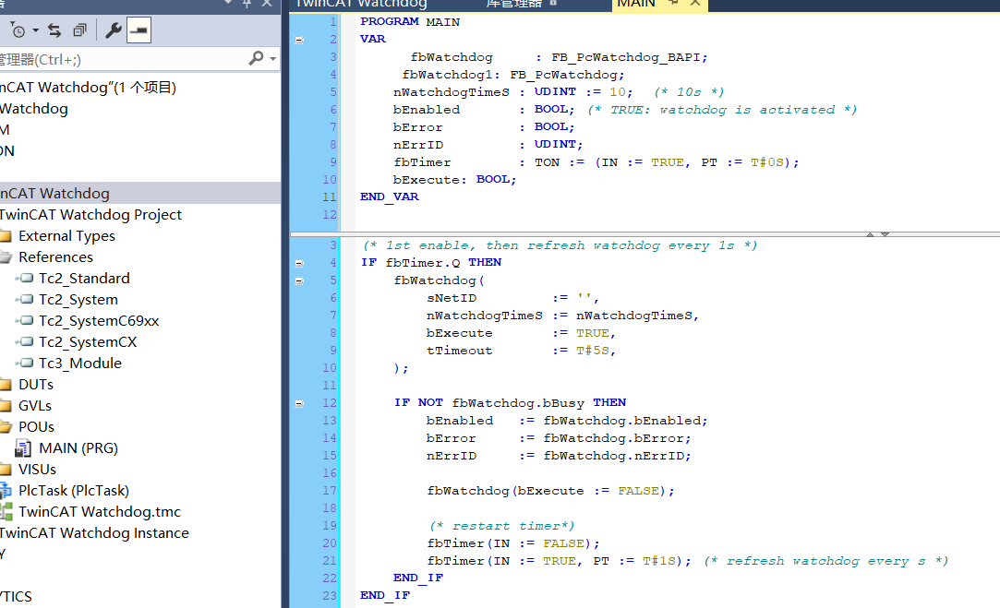 TwinCAT Watchdog
库管理器
MAIN
管理器(Ctrl+;)
nCAT Watchdog"(1 个项目)
Watchdog
M
ON
nCAT Watchdog
TwinCAT Watchdog Project
External Types
References
Tc2_Standard
Tc2_System
Tc2_SystemC69xx
Tc2_SystemCX
Tc3_Module
DUTs
GVLs
POUs
MAIN (PRG)
VISUs
PlcTask (PlcTask)
TwinCAT Watchdog.tmc
TwinCAT Watchdog Instance
Y
YTICS
1 PROGRAM MAIN
2 VAR
3 fbWatchdog : FB_PcWatchdog_BAPI;
4 fbWatchdog1: FB_PcWatchdog;
5 nWatchdogTimeS : UDINT := 10; (* 10s *)
6 bEnabled : BOOL; (* TRUE: watchdog is activated *)
7 bError : BOOL;
8 nErrID : UDINT;
9 fbTimer : TON := (IN := TRUE, PT := T#0S);
10 bExecute: BOOL;
11 END_VAR
12
3 (* 1st enable, then refresh watchdog every 1s *)
4 IF fbTimer.Q THEN
5 fbWatchdog(
6 sNetID := '',
7 nWatchdogTimeS := nWatchdogTimeS,
8 bExecute := TRUE,
9 tTimeout := T#5S,
10 );
11
12 IF NOT fbWatchdog.bBusy THEN
13 bEnabled := fbWatchdog.bEnabled;
14 bError := fbWatchdog.bError;
15 nErrID := fbWatchdog.nErrID;
16
17 fbWatchdog(bExecute := FALSE);
18
19 (* restart timer*)
20 fbTimer(IN := FALSE);
21 fbTimer(IN := TRUE, PT := T#1S); (* refresh watchdog every s *)
22 END_IF
23 END_IF